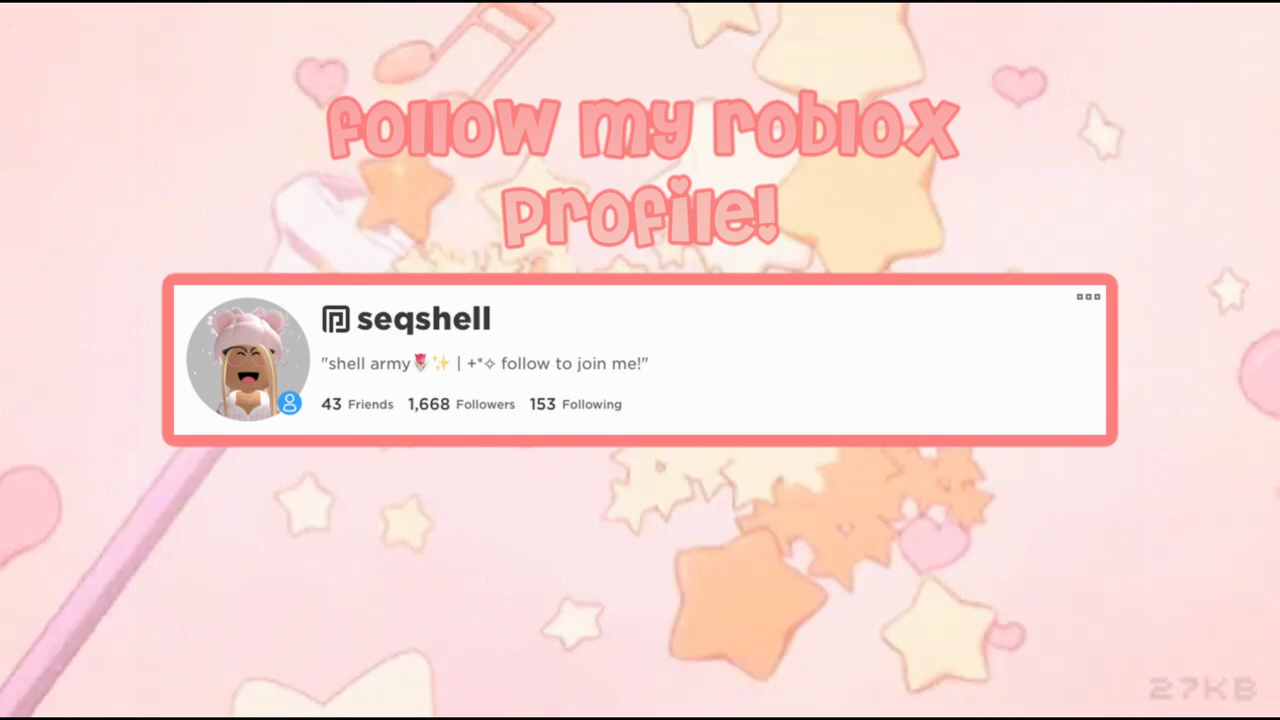 follow my roblox
profile!
seqshell
"shell army🌷✨ | +*✧ follow to join me!"
43 Friends 1,668 Followers 153 Following
27KB